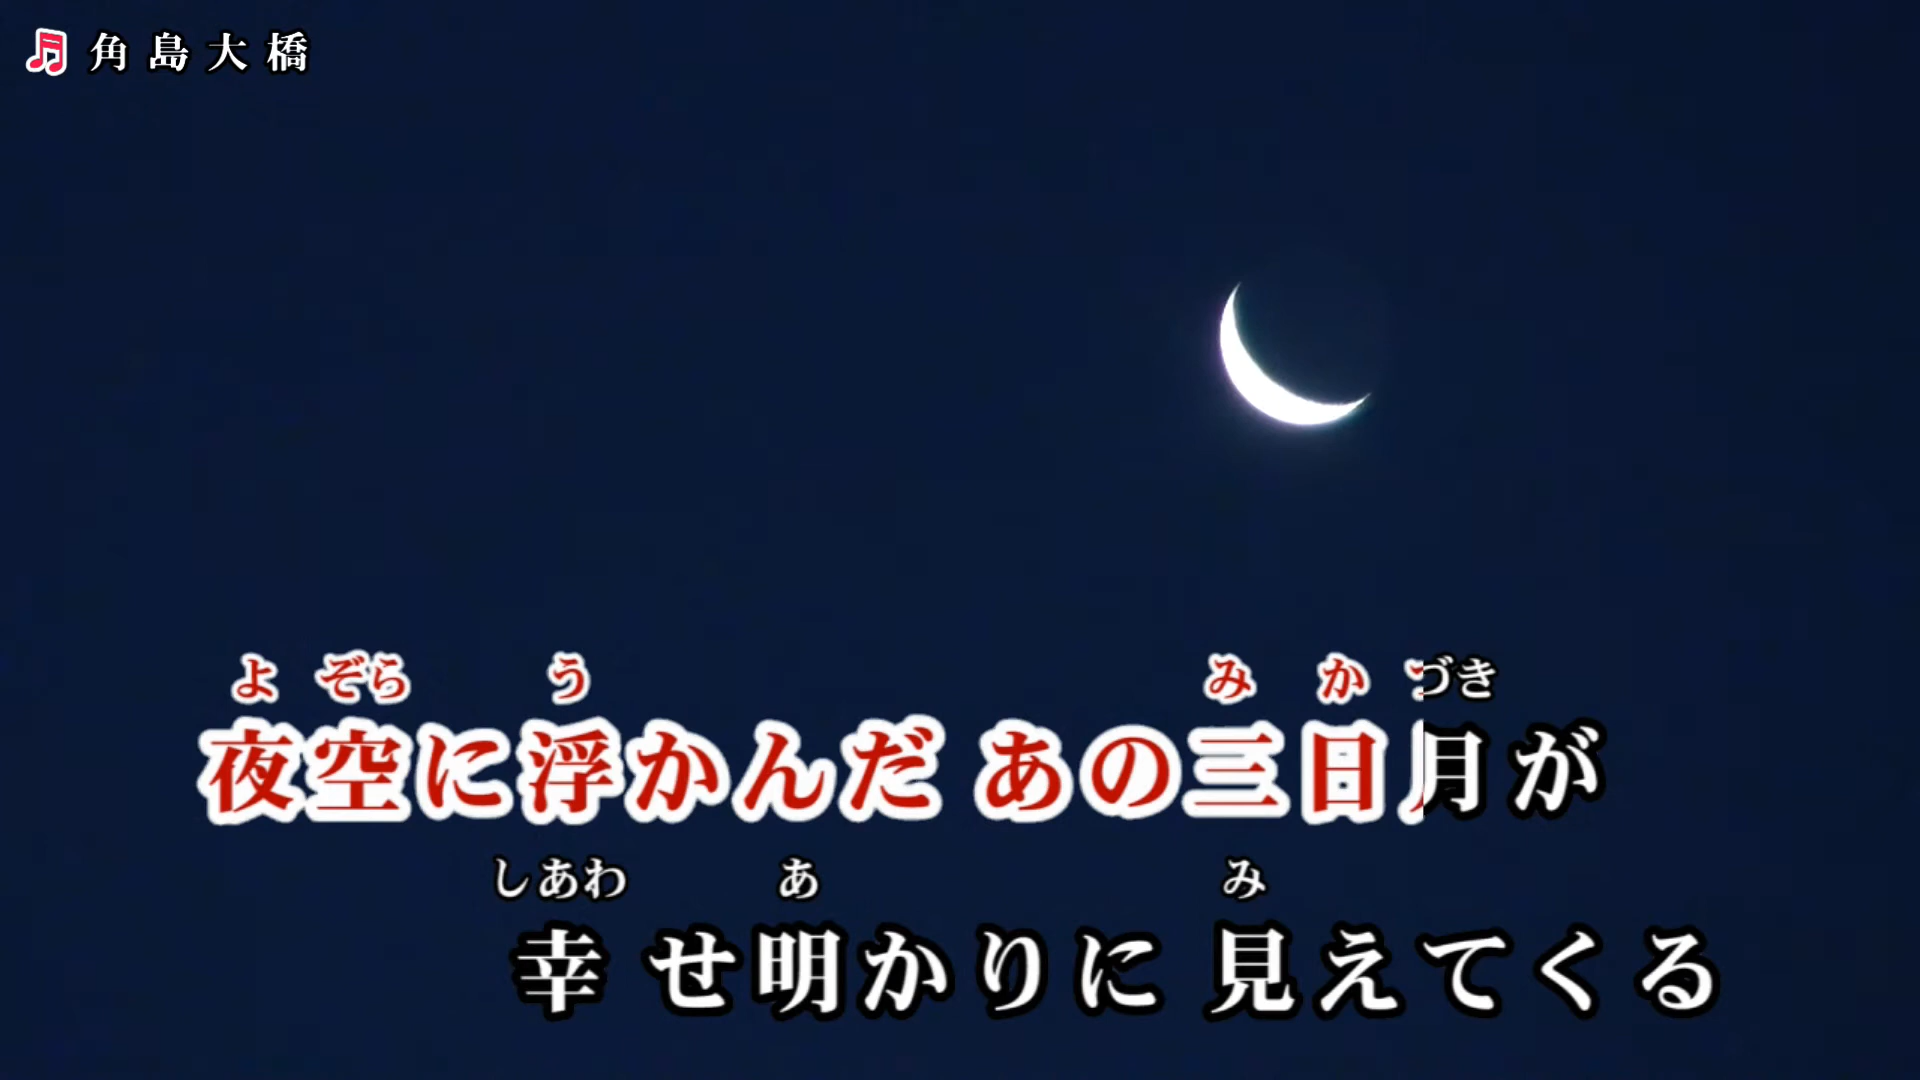 角島大橋
よ ぞら う み か づき
夜空に浮かんだ あの三日月が
しあわ あ み
幸せ明かりに 見えてくる